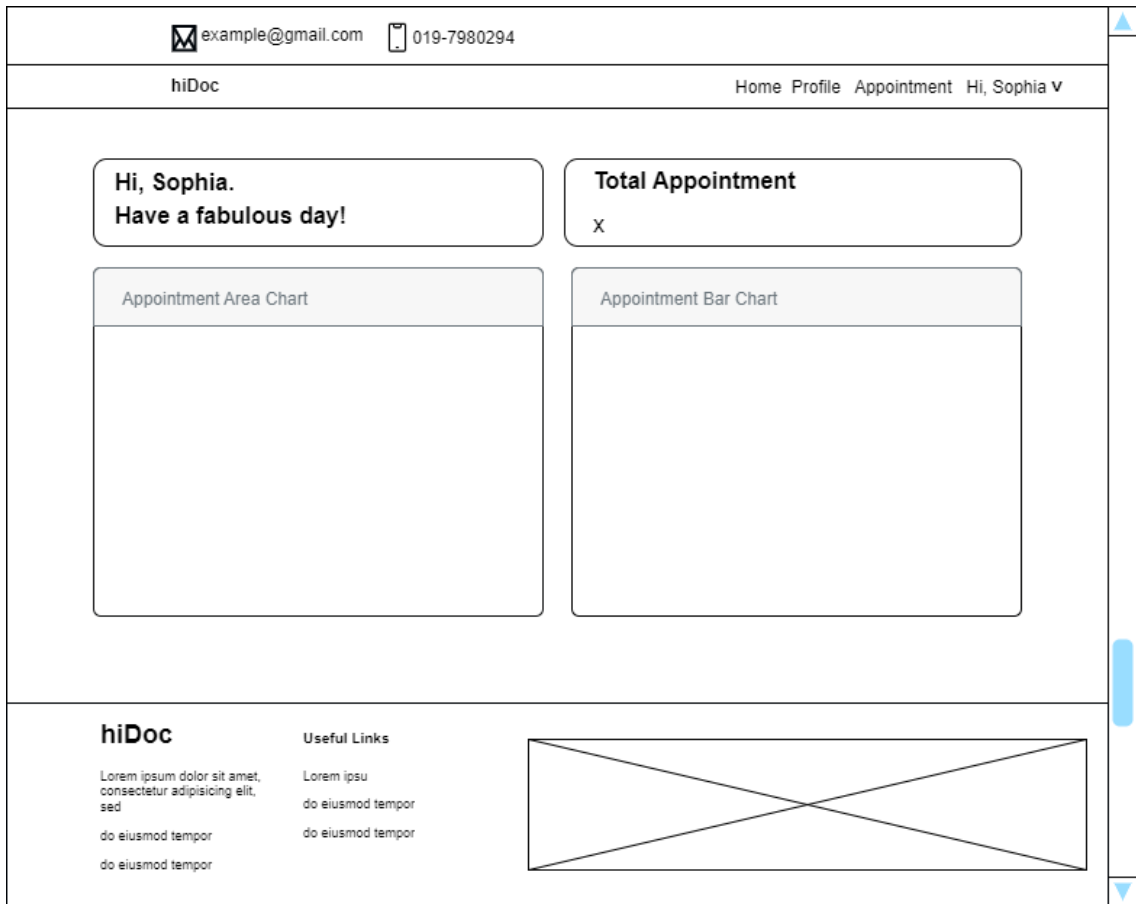 example@gmail.com 019-7980294
hiDoc Home Profile Appointment Hi, Sophia v
Hi, Sophia.
Have a fabulous day!
Total Appointment
X
Appointment Area Chart
Appointment Bar Chart
hiDoc
Lorem ipsum dolor sit amet,
consectetur adipisicing elit,
sed
do eiusmod tempor
do eiusmod tempor
Useful Links
Lorem ipsu
do eiusmod tempor
do eiusmod tempor